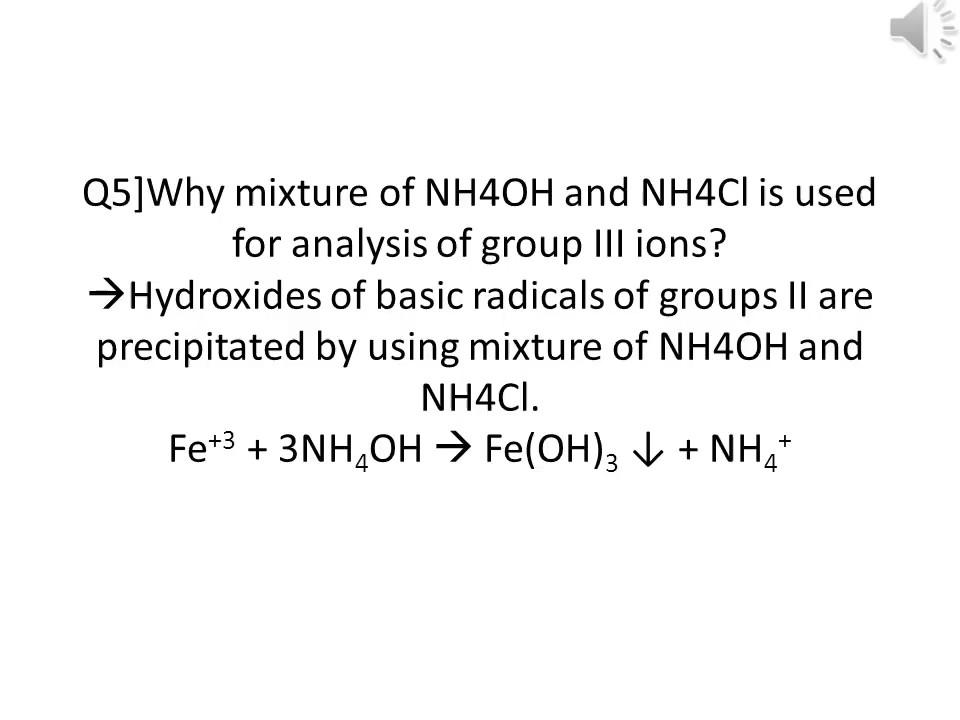 Q5]Why mixture of NH4OH and NH4Cl is used
for analysis of group III ions?
→Hydroxides of basic radicals of groups II are
precipitated by using mixture of NH4OH and
NH4Cl.
Fe⁺³ + 3NH₄OH → Fe(OH)₃ ↓ + NH₄⁺